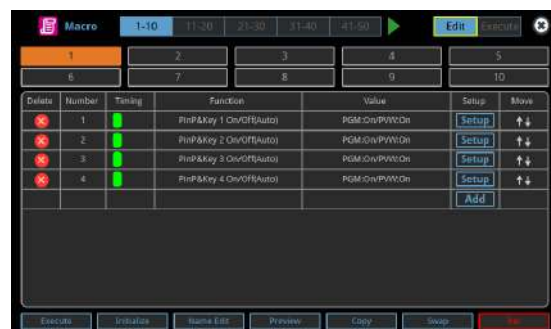 Macro 1-10 11-20 21-30 31-40 41-50 Edit Execute
1 2 3 4 5
6 7 8 9 10
Delete Number Timing Function Value Setup Move
1 PinP&Key 1 On/Off(Auto) PGM:On/PVW:On Setup
2 PinP&Key 2 On/Off(Auto) PGM:On/PVW:On Setup
3 PinP&Key 3 On/Off(Auto) PGM:On/PVW:On Setup
4 PinP&Key 4 On/Off(Auto) PGM:On/PVW:On Setup
Add
Execute Initialize Name Edit Preview Copy Swap